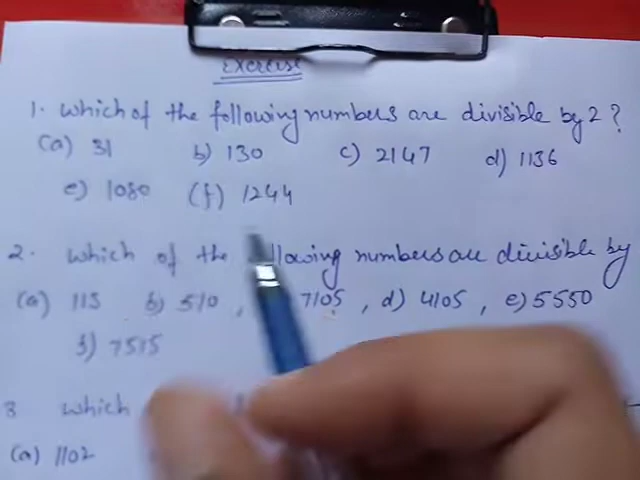 Exercise
1. Which of the following numbers are divisible by 2?
(a) 31 b) 130 c) 2147 d) 1136
e) 1080 (f) 1244
2. Which of the llowing numbers are divisible by
(a) 115 b) 510, 7105, d) 4105, e) 5550
f) 7515
3 which
(a) 1102